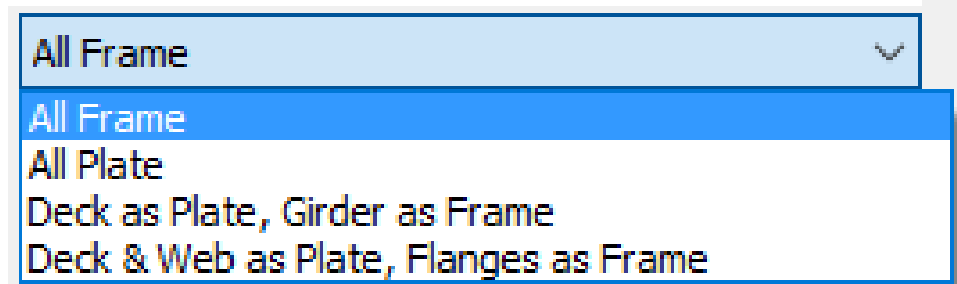 All Frame
All Frame
All Plate
Deck as Plate, Girder as Frame
Deck & Web as Plate, Flanges as Frame